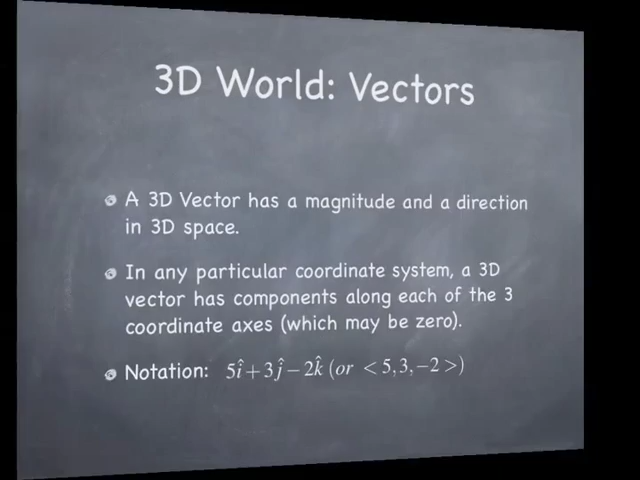 3D World: Vectors
A 3D Vector has a magnitude and a direction
in 3D space.
In any particular coordinate system, a 3D
vector has components along each of the 3
coordinate axes (which may be zero).
Notation: 5î + 3ĵ − 2k̂ (or < 5, 3, −2 >)